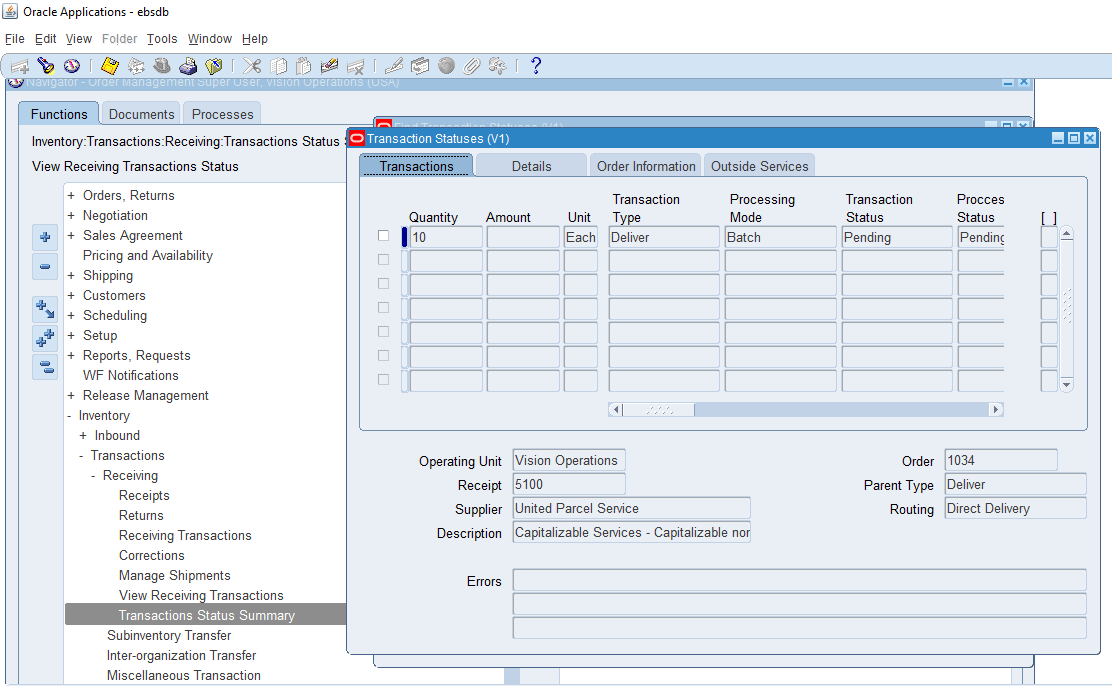 Oracle Applications - ebsdb
File Edit View Folder Tools Window Help
Navigator - Order Management Super User, Vision Operations (USA)
Functions Documents Processes
Inventory:Transactions:Receiving:Transactions Status
View Receiving Transactions Status
+ Orders, Returns
+ Negotiation
+ Sales Agreement
Pricing and Availability
+ Shipping
+ Customers
+ Scheduling
+ Setup
+ Reports, Requests
WF Notifications
+ Release Management
- Inventory
+ Inbound
- Transactions
- Receiving
Receipts
Returns
Receiving Transactions
Corrections
Manage Shipments
View Receiving Transactions
Transactions Status Summary
Subinventory Transfer
Inter-organization Transfer
Miscellaneous Transaction
Find Transaction Statuses (V1)
Transaction Statuses (V1)
Transactions Details Order Information Outside Services
Transaction Processing Transaction Procces
Quantity Amount Unit Type Mode Status Status [ ]
10 Each Deliver Batch Pending Pending
Operating Unit Vision Operations Order 1034
Receipt 5100 Parent Type Deliver
Supplier United Parcel Service Routing Direct Delivery
Description Capitalizable Services - Capitalizable nor
Errors